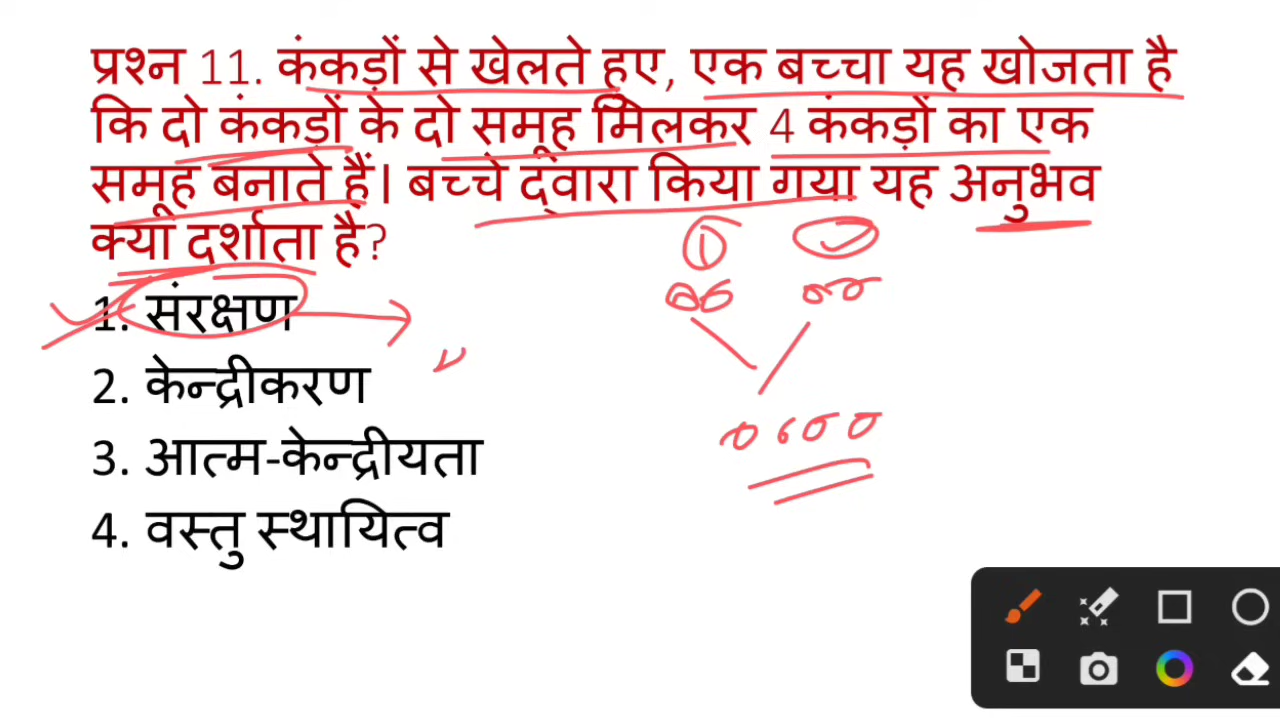 प्रश्न 11. कंकड़ों से खेलते हुए, एक बच्चा यह खोजता है
कि दो कंकडों के दो समूह मिलकर 4 कंकड़ों का एक
समूह बनाते हैं| बच्चे द्वारा किया गया यह अनुभव
क्या दर्शाता है?
1. संरक्षण
2. केन्द्रीकरण
3. आत्म-केन्द्रीयता
4. वस्तु स्थायित्व